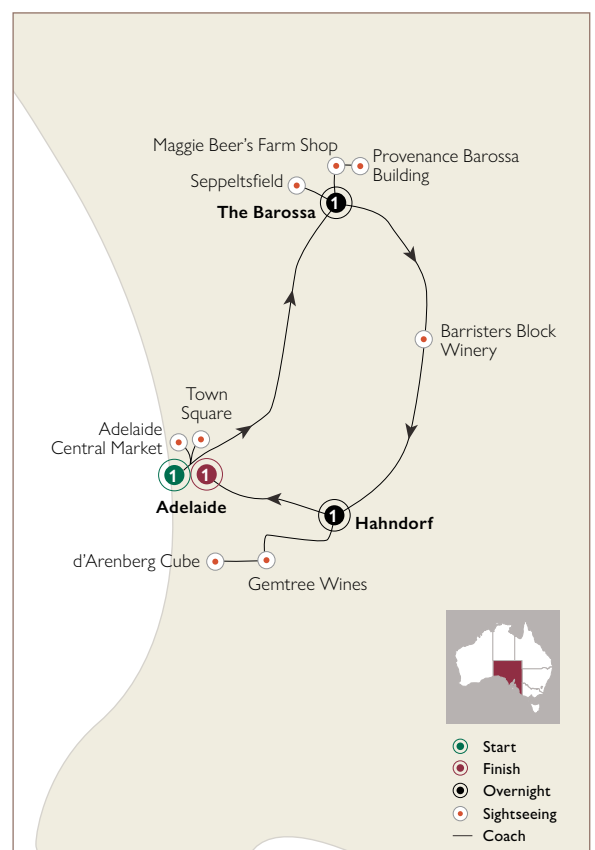 Maggie Beer's Farm Shop
Provenance Barossa
Building
Seppeltsfield
The Barossa
1
Barristers Block
Winery
Town
Square
Adelaide
Central Market
1
1
Adelaide
1
Hahndorf
d'Arenberg Cube
Gemtree Wines
Start
Finish
Overnight
Sightseeing
Coach